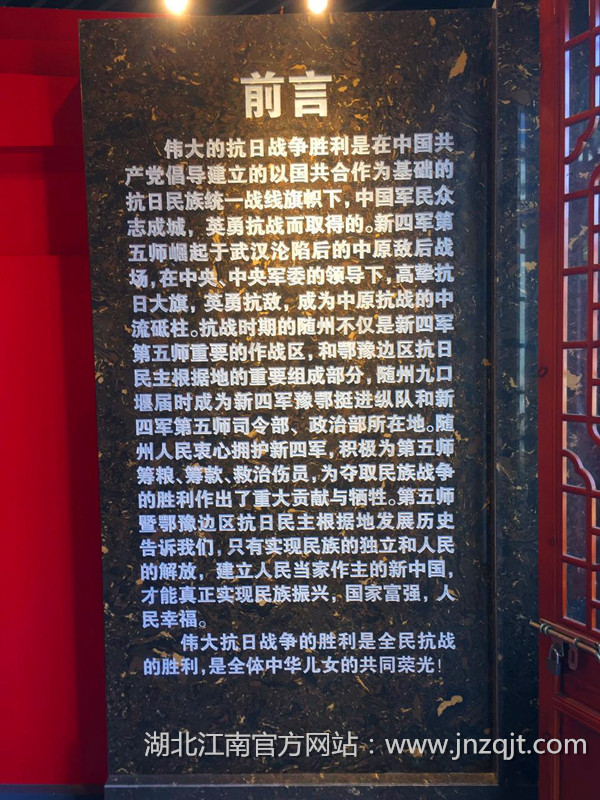 前言
伟大的抗日战争胜利是在中国共
产党倡导建立的以国共合作为基础的
抗日民族统一战线旗帜下，中国军民众
志成城，英勇抗战而取得的。新四军第
五师崛起于武汉沦陷后的中原敌后战
场，在中央、中央军委的领导下，高擎抗
日大旗，英勇抗敌，成为中原抗战的中
流砥柱。抗战时期的随州不仅是新四军
第五师重要的作战区，和鄂豫边区抗日
民主根据地的重要组成部分，随州九口
堰届时成为新四军豫鄂挺进纵队和新
四军第五师司令部、政治部所在地。随
州人民衷心拥护新四军，积极为第五师
筹粮、筹款、救治伤员，为夺取民族战争
的胜利作出了重大贡献与牺牲。第五师
暨鄂豫边区抗日民主根据地发展历史
告诉我们，只有实现民族的独立和人民
的解放，建立人民当家作主的新中国，
才能真正实现民族振兴，国家富强，人
民幸福。
伟大抗日战争的胜利是全民抗战
的胜利，是全体中华儿女的共同荣光！
湖北江南官方网站：www.jnzqjt.com